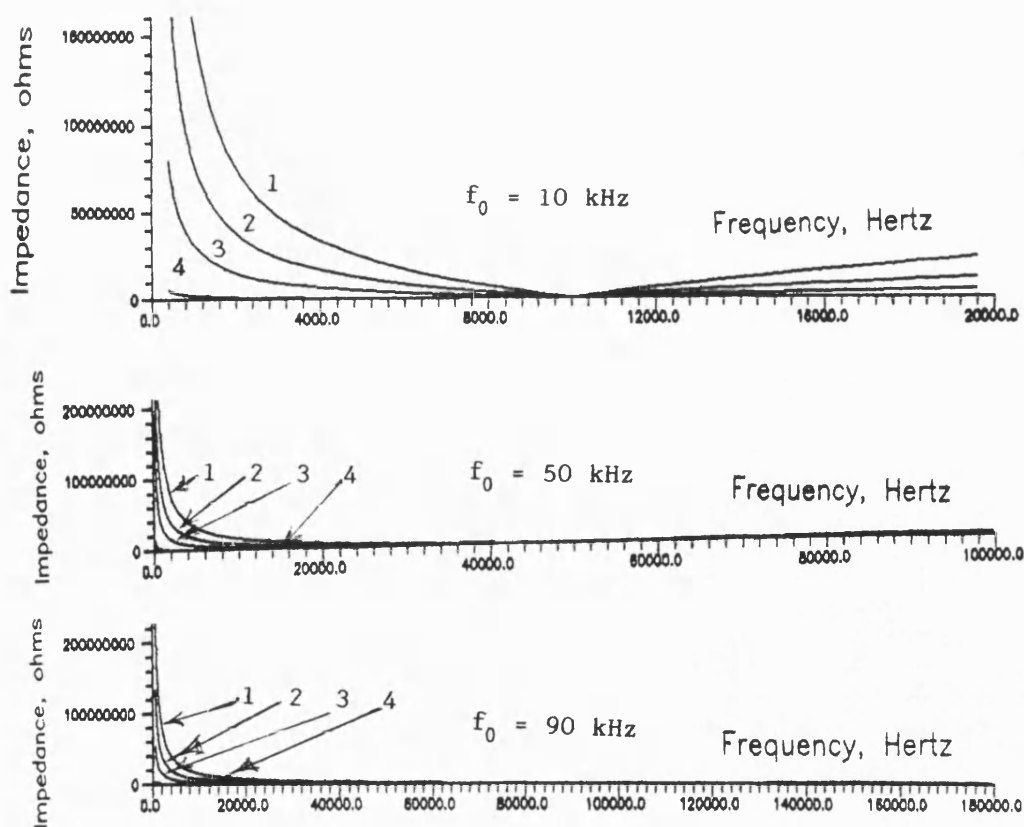 Impedance, ohms
150000000
100000000
50000000
0
1
2
3
4
f0 = 10 kHz
Frequency, Hertz
0.0 4000.0 8000.0 12000.0 16000.0 20000.0
Impedance, ohms
200000000
100000000
0
1 2 3 4
f0 = 50 kHz
Frequency, Hertz
0.0 20000.0 40000.0 60000.0 80000.0 100000.0
Impedance, ohms
200000000
100000000
0
1 2 3 4
f0 = 90 kHz
Frequency, Hertz
0.0 20000.0 40000.0 60000.0 80000.0 100000.0 120000.0 140000.0 160000.0 180000.0